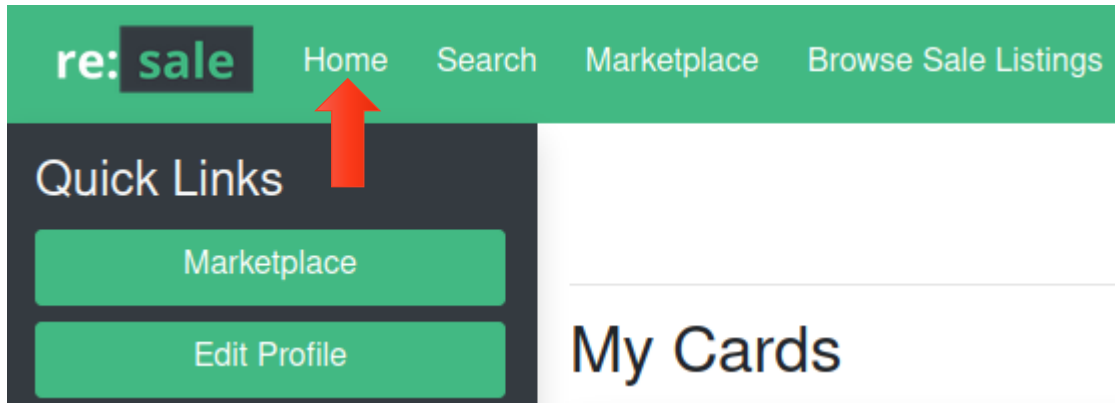 re: sale Home Search Marketplace Browse Sale Listings
Quick Links
Marketplace
Edit Profile
My Cards